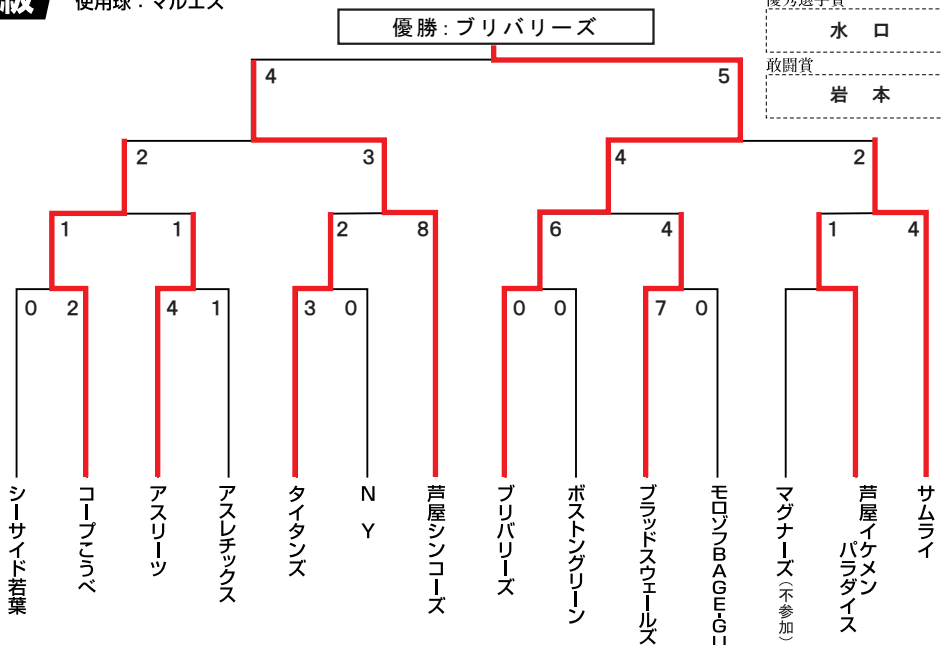 級
使用球：マルエス
優勝：ブリバリーズ
水　口
敢闘賞
岩　本
4 5
2 3 4 2
1 1 2 8 6 4 1 4
0 2 4 1 3 0 0 0 7 0
シーサイド若葉
コープこうべ
アスリーツ
アスレチックス
タイタンズ
N Y
芦屋シンコーズ
ブリバリーズ
ボストングリーン
ブラッドスウェールズ
モロゾフBAGE-GU
マグナーズ（不参加）
芦屋イケメン
パラダイス
サムライ